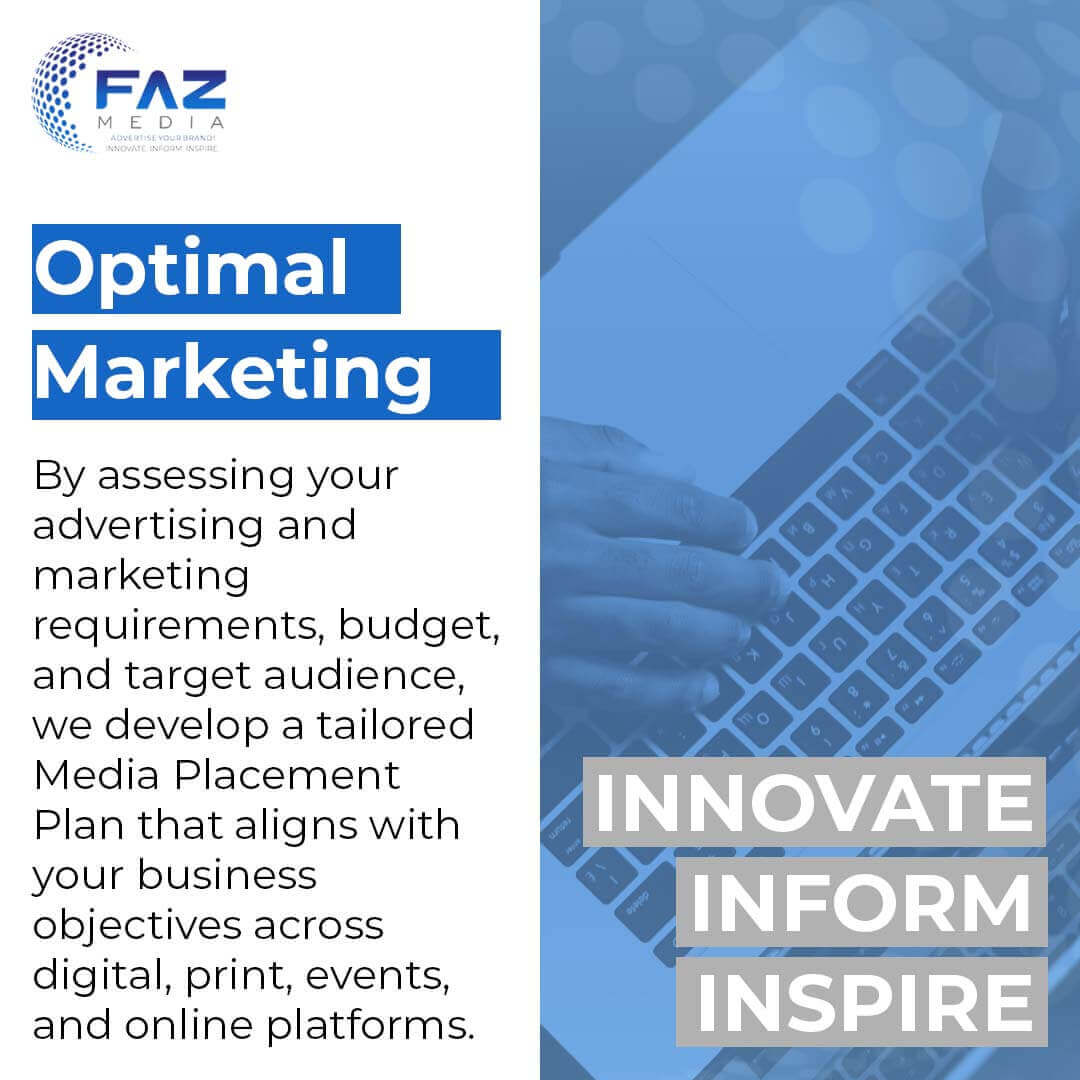 FAZ
MEDIA
ADVERTISE YOUR BRAND!
INNOVATE. INFORM. INSPIRE.
Optimal
Marketing
By assessing your
advertising and
marketing
requirements, budget,
and target audience,
we develop a tailored
Media Placement
Plan that aligns with
your business
objectives across
digital, print, events,
and online platforms.
return
delete
INNOVATE
INFORM
INSPIRE